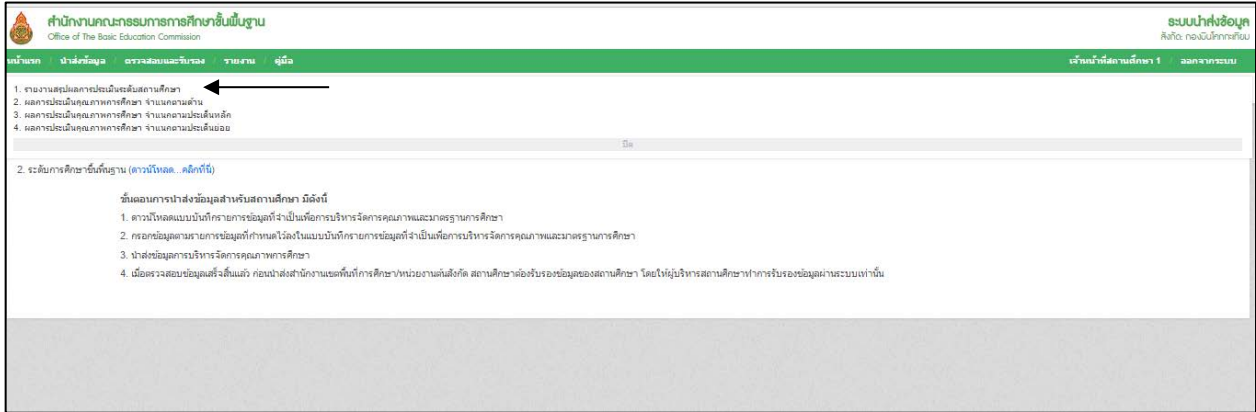 สำนักงานคณะกรรมการการศึกษาขั้นพื้นฐาน
Office of The Basic Education Commission
ระบบนำส่งข้อมูล
สังกัด: กองบินโคกกระเทียม
หน้าแรก / นำส่งข้อมูล / ตรวจสอบและรับรอง / รายงาน / คู่มือ
เจ้าหน้าที่สถานศึกษา 1 / ออกจากระบบ
1. รายงานสรุปผลการประเมินระดับสถานศึกษา
2. ผลการประเมินคุณภาพการศึกษา จำแนกตามด้าน
3. ผลการประเมินคุณภาพการศึกษา จำแนกตามประเด็นหลัก
4. ผลการประเมินคุณภาพการศึกษา จำแนกตามประเด็นย่อย
ปิด
2. ระดับการศึกษาขั้นพื้นฐาน (ดาวน์โหลด...คลิกที่นี่)
ขั้นตอนการนำส่งข้อมูลสำหรับสถานศึกษา มีดังนี้
1. ดาวน์โหลดแบบบันทึกรายการข้อมูลที่จำเป็นเพื่อการบริหารจัดการคุณภาพและมาตรฐานการศึกษา
2. กรอกข้อมูลตามรายการข้อมูลที่กำหนดไว้ลงในแบบบันทึกรายการข้อมูลที่จำเป็นเพื่อการบริหารจัดการคุณภาพและมาตรฐานการศึกษา
3. นำส่งข้อมูลการบริหารจัดการคุณภาพการศึกษา
4. เมื่อตรวจสอบข้อมูลเสร็จสิ้นแล้ว ก่อนนำส่งสำนักงานเขตพื้นที่การศึกษา/หน่วยงานต้นสังกัด สถานศึกษาต้องรับรองข้อมูลของสถานศึกษา โดยให้ผู้บริหารสถานศึกษาทำการรับรองข้อมูลผ่านระบบเท่านั้น